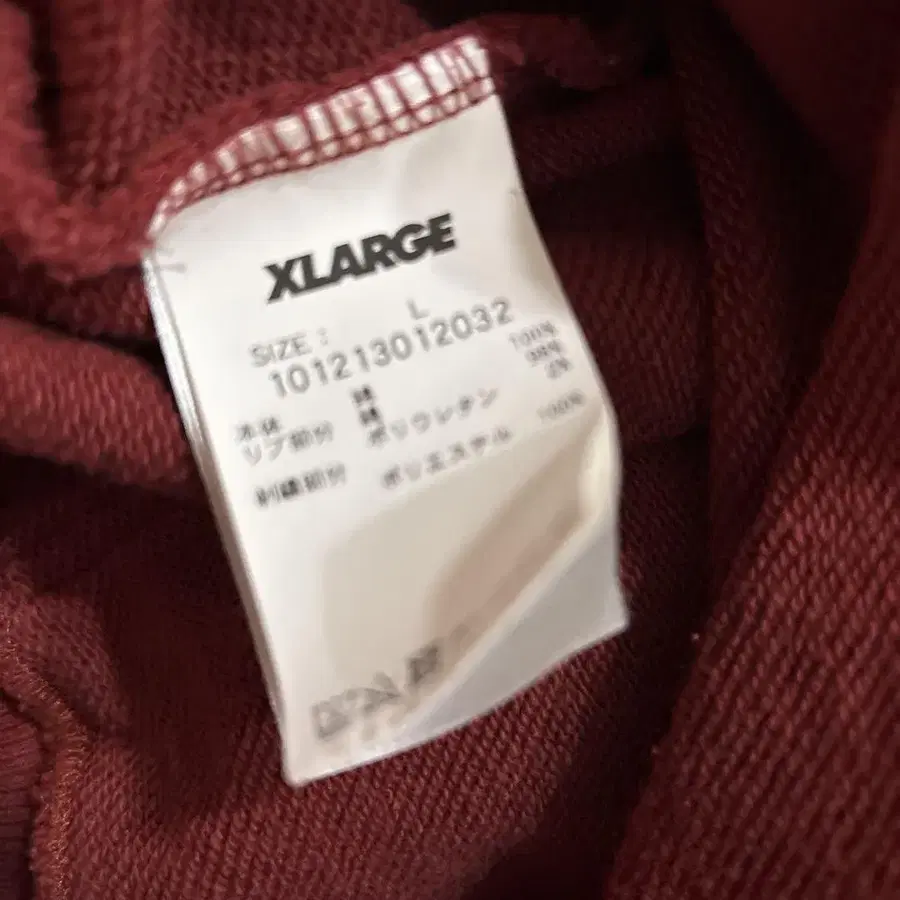 XLARGE
SIZE : L
101213012032
本体 綿 100%
リブ部分 綿 98%
ポリウレタン 2%
刺繍部分 ポリエステル 100%